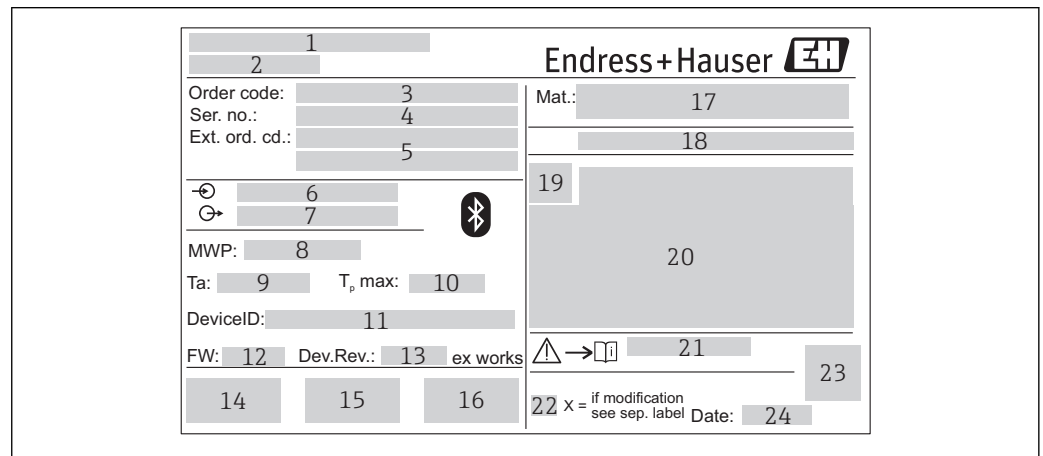 1
2
Endress+Hauser EH
Order code: 3
Ser. no.: 4
Ext. ord. cd.: 5
6
7
MWP: 8
Ta: 9 Tp max: 10
DeviceID: 11
FW: 12 Dev.Rev.: 13 ex works
14 15 16
Mat.: 17
18
19
20
21
22 X = if modification
see sep. label
Date: 24
23